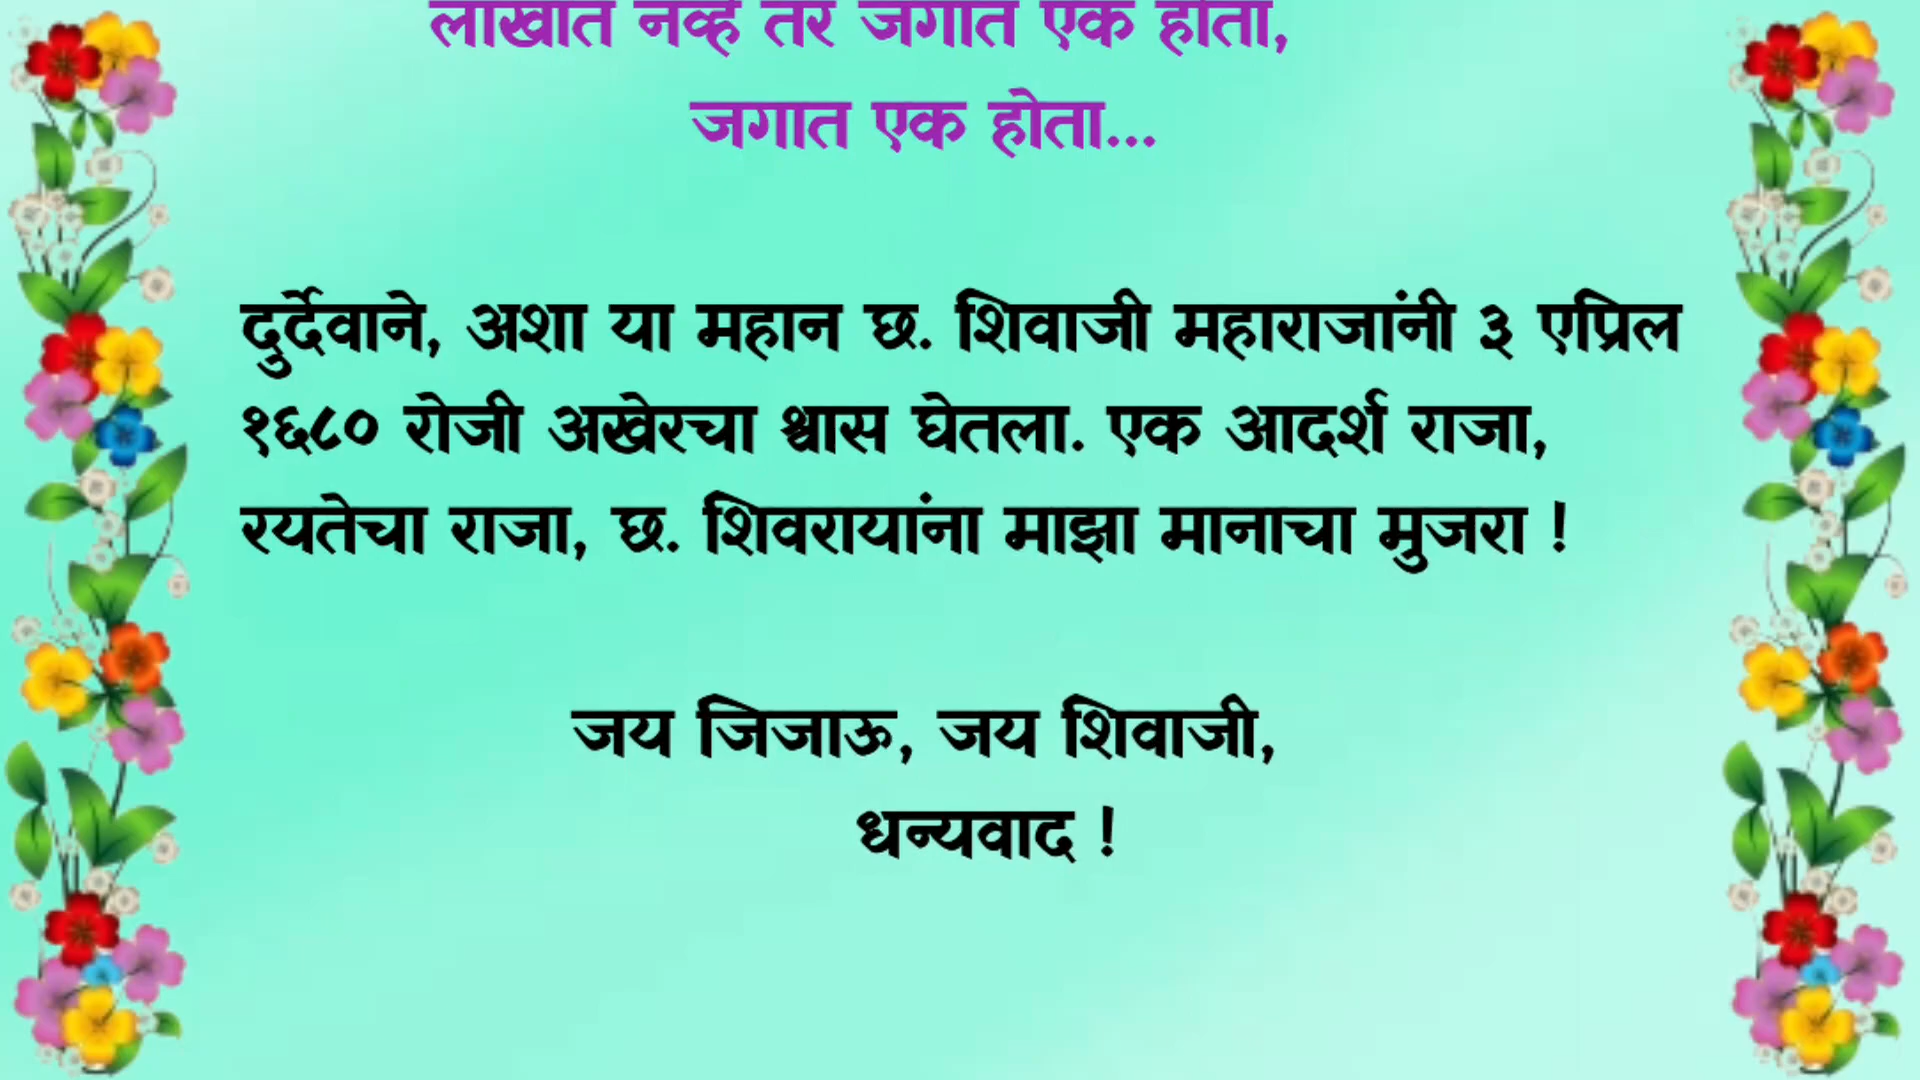 लाखात नव्हे तर जगात एक होता,
जगात एक होता...
दुर्देवाने, अशा या महान छ. शिवाजी महाराजांनी ३ एप्रिल
१६८० रोजी अखेरचा श्वास घेतला. एक आदर्श राजा,
रयतेचा राजा, छ. शिवरायांना माझा मानाचा मुजरा !
जय जिजाऊ, जय शिवाजी,
धन्यवाद !